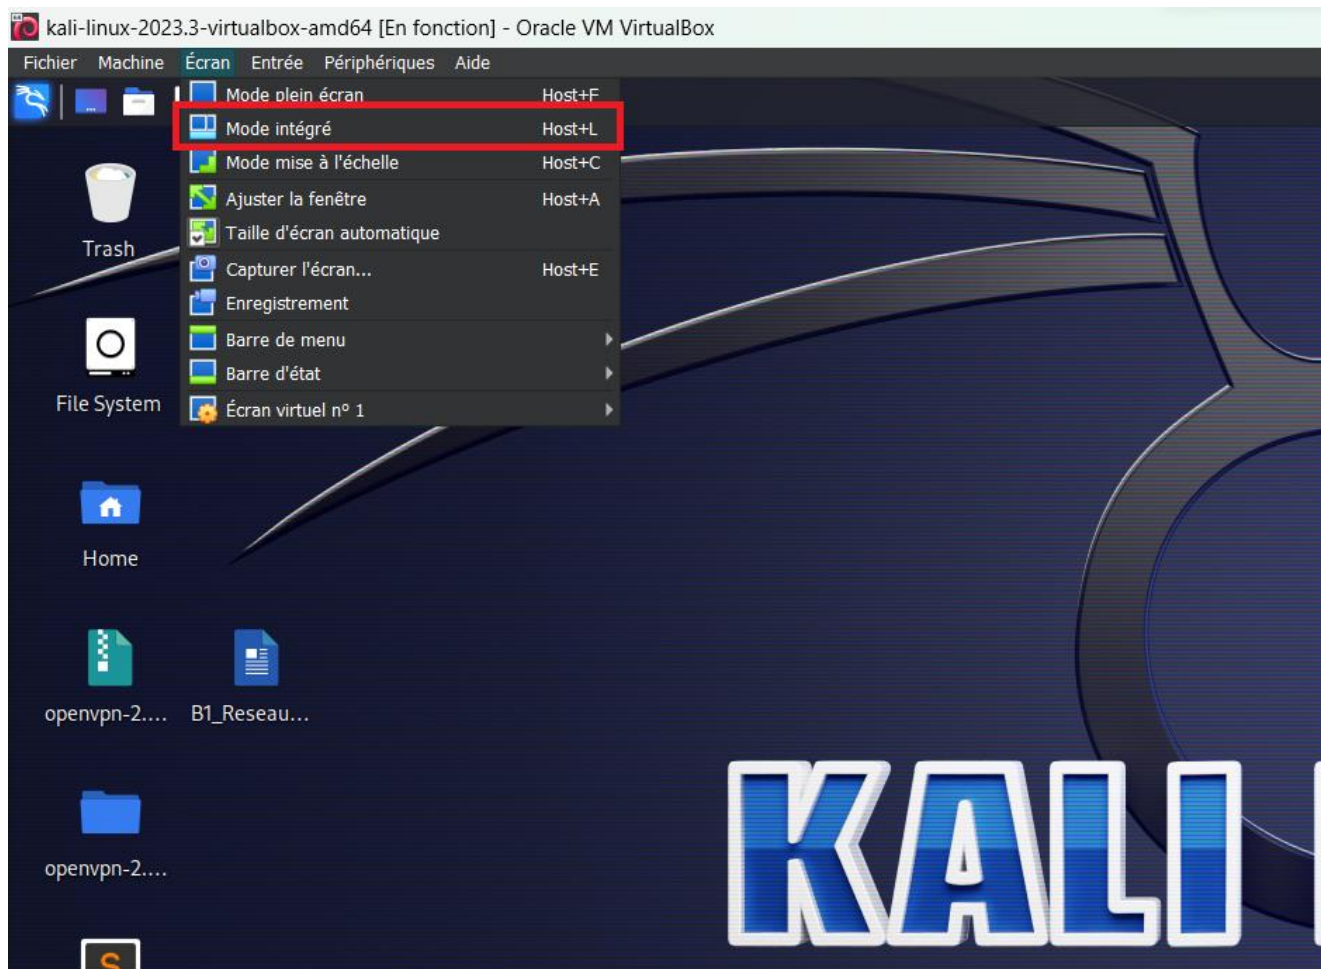 kali-linux-2023.3-virtualbox-amd64 [En fonction] - Oracle VM VirtualBox
Fichier Machine Écran Entrée Périphériques Aide
Mode plein écran Host+F
Mode intégré Host+L
Mode mise à l'échelle Host+C
Ajuster la fenêtre Host+A
Taille d'écran automatique
Capturer l'écran... Host+E
Enregistrement
Barre de menu
Barre d'état
Écran virtuel nº 1
Trash
File System
Home
openvpn-2.... B1_Reseau...
openvpn-2....
S
KALI